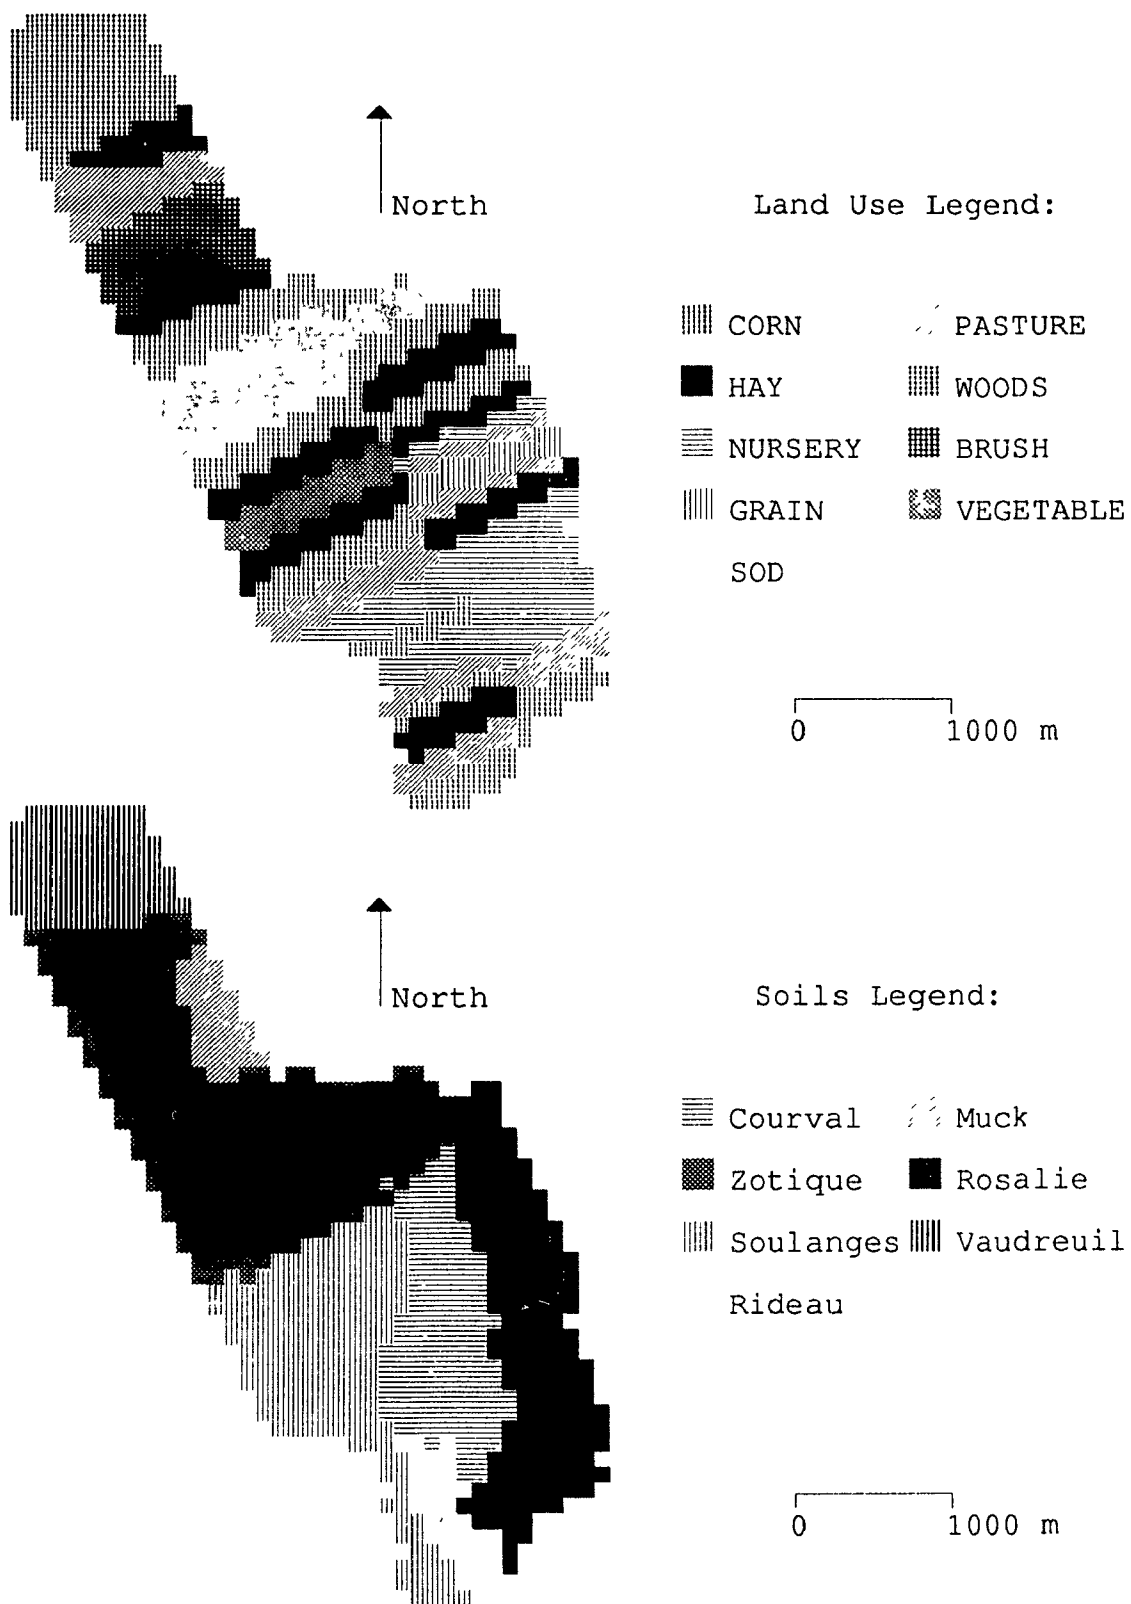 North
Land Use Legend:
CORN PASTURE
HAY WOODS
NURSERY BRUSH
GRAIN VEGETABLE
SOD
0 1000 m
North
Soils Legend:
Courval Muck
Zotique Rosalie
Soulanges Vaudreuil
Rideau
0 1000 m